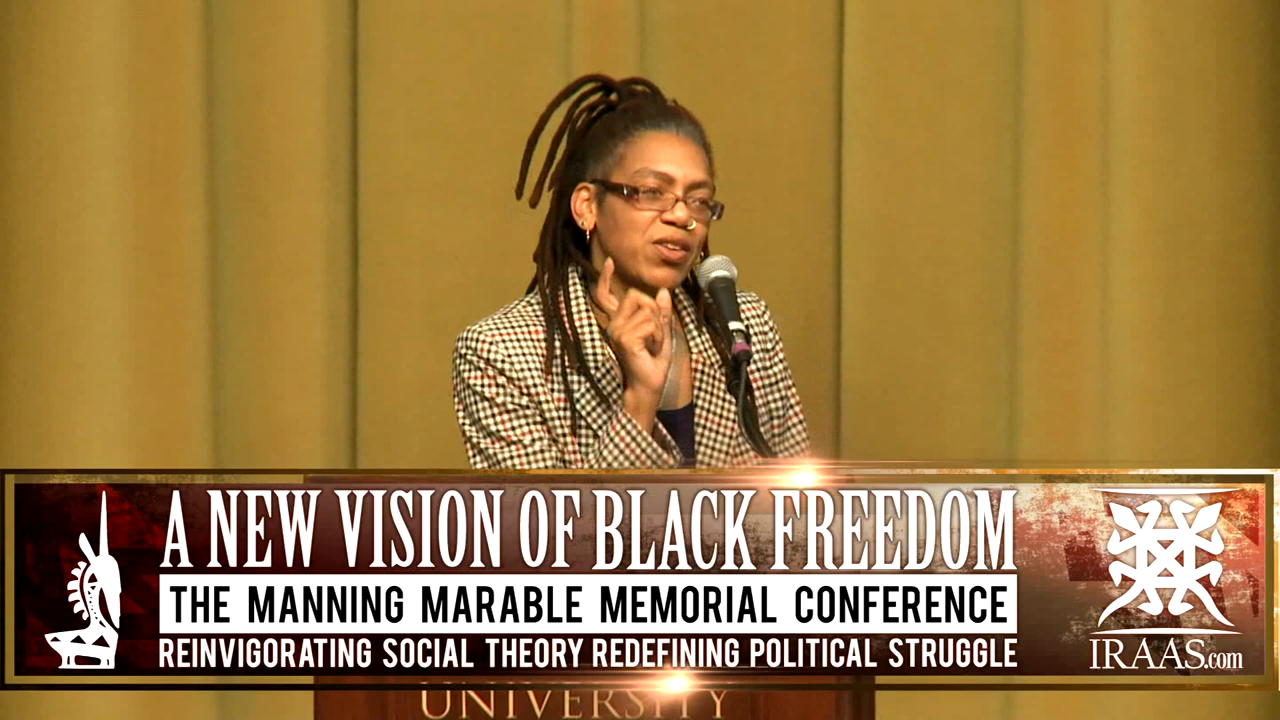 A NEW VISION OF BLACK FREEDOM
THE MANNING MARABLE MEMORIAL CONFERENCE
REINVIGORATING SOCIAL THEORY REDEFINING POLITICAL STRUGGLE
IRAAS.com
UNIVERSITY